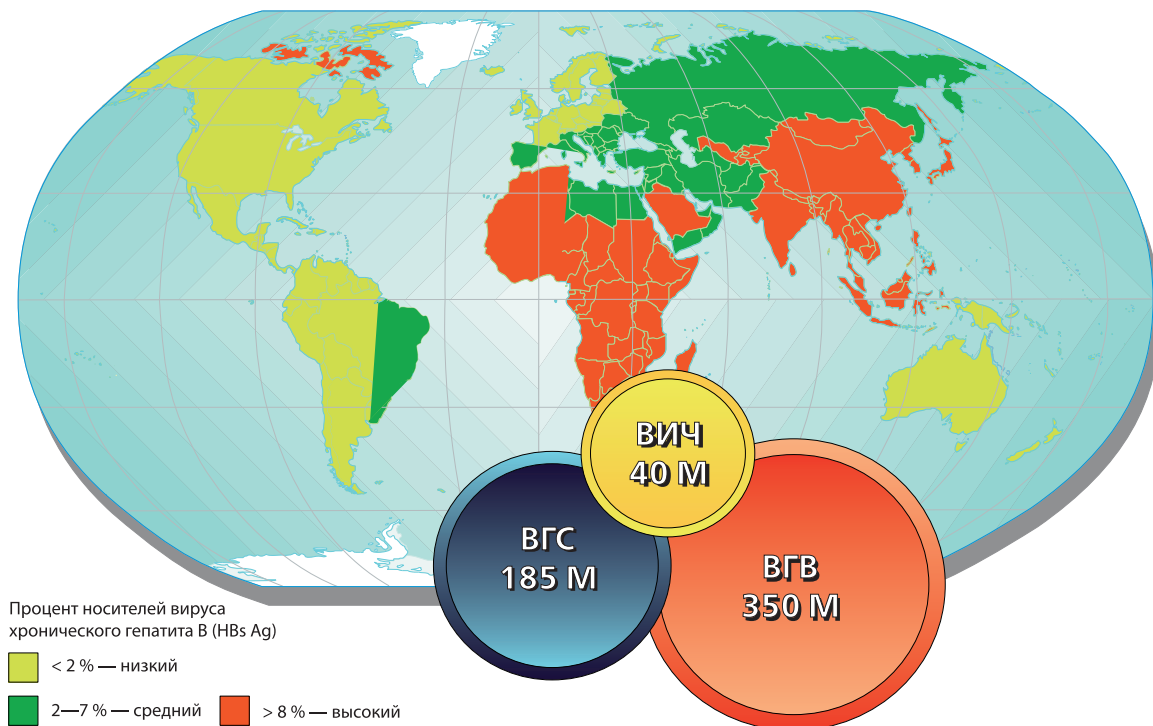 ВИЧ
40 М
ВГС
185 М
ВГВ
350 М
Процент носителей вируса
хронического гепатита В (HBs Ag)
< 2 % — низкий
2—7 % — средний
> 8 % — высокий